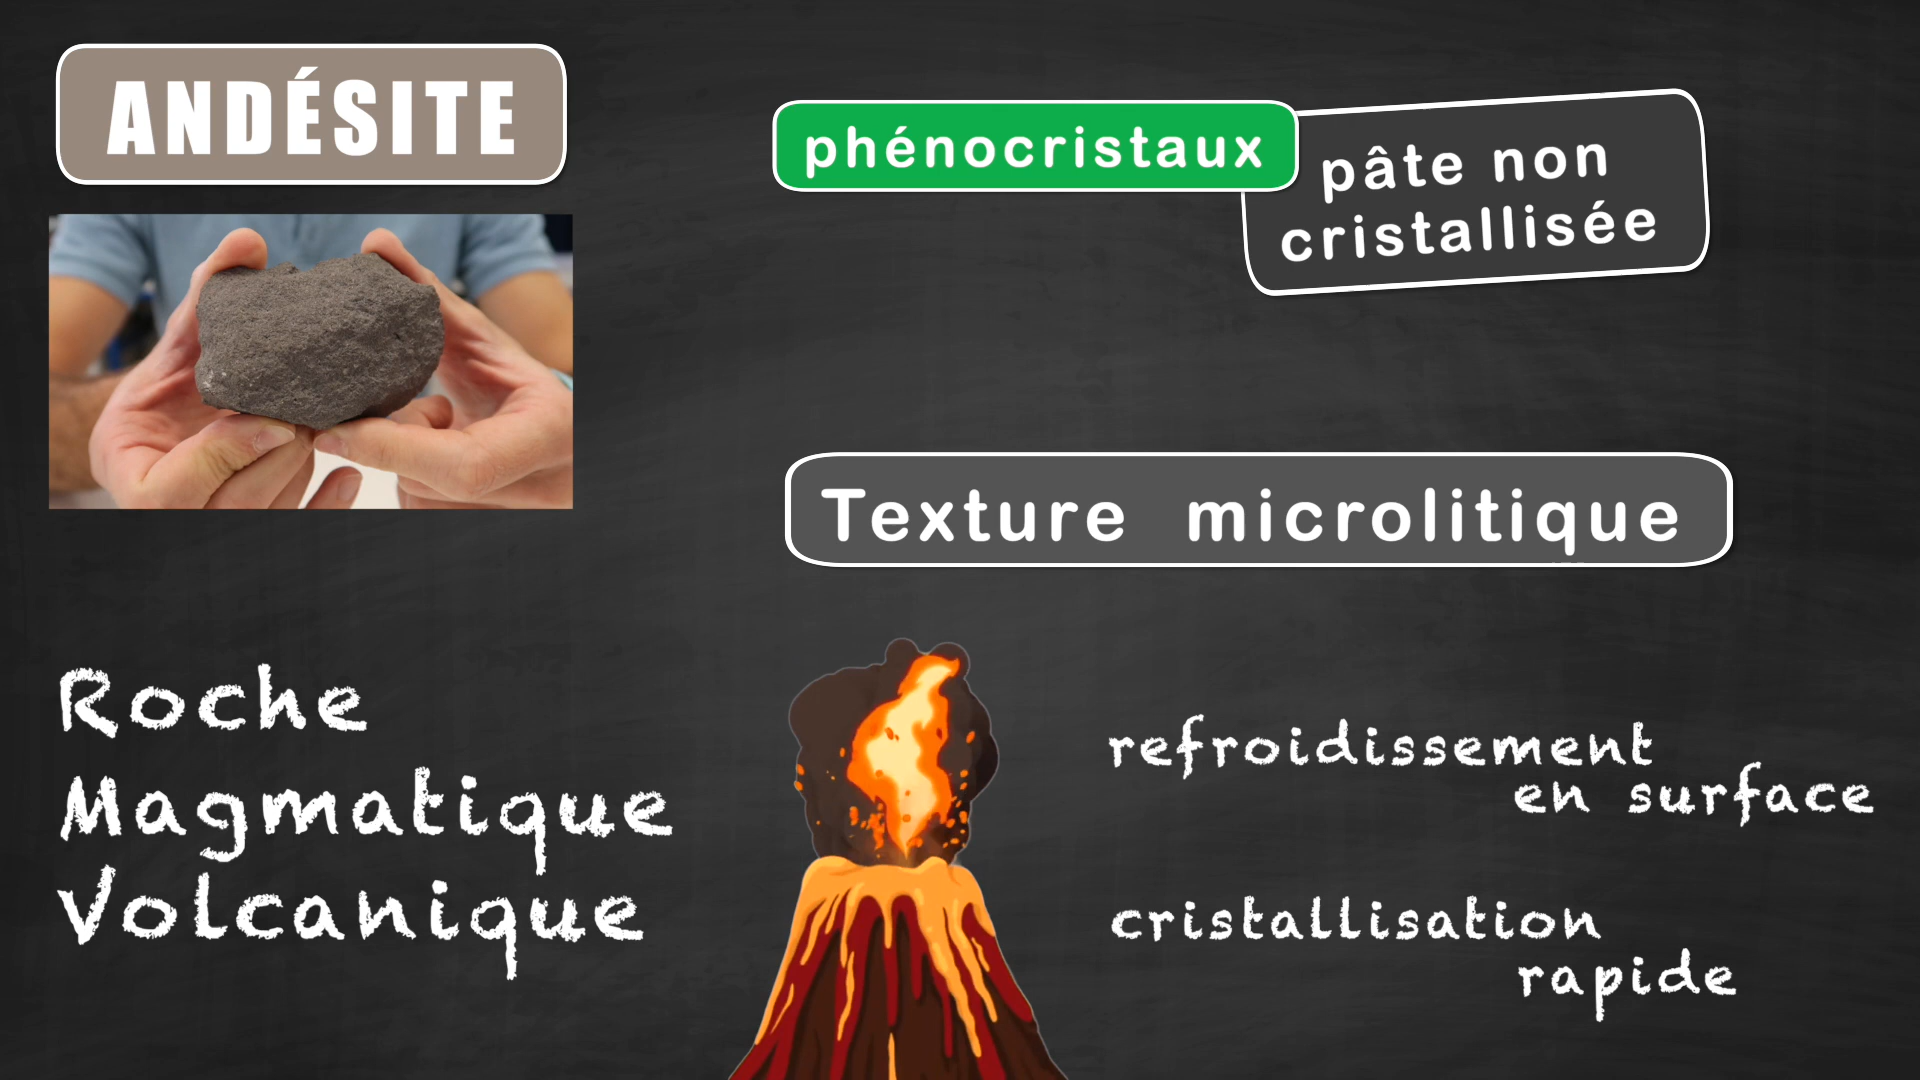 ANDÉSITE
phénocristaux
pâte non
cristallisée
Texture microlitique
Roche
Magmatique
Volcanique
refroidissement
en surface
cristallisation
rapide